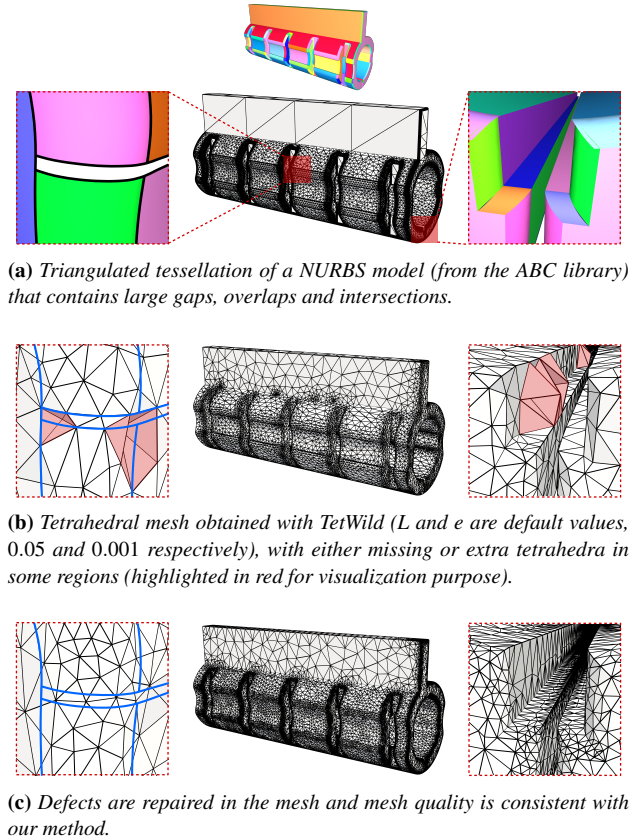 (a) Triangulated tessellation of a NURBS model (from the ABC library)
that contains large gaps, overlaps and intersections.
(b) Tetrahedral mesh obtained with TetWild (L and e are default values,
0.05 and 0.001 respectively), with either missing or extra tetrahedra in
some regions (highlighted in red for visualization purpose).
(c) Defects are repaired in the mesh and mesh quality is consistent with
our method.